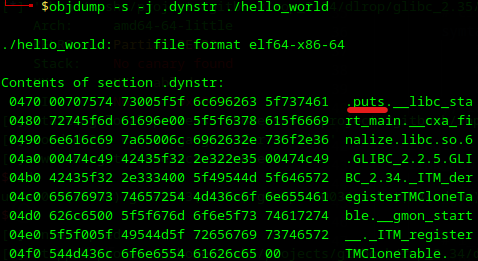 $objdump -s -j .dynstr ./hello_world
./hello_world:     file format elf64-x86-64
Contents of section .dynstr:
 0470 00707574 73005f5f 6c696263 5f737461  .puts.__libc_sta
 0480 72745f6d 61696e00 5f5f6378 615f6669  rt_main.__cxa_fi
 0490 6e616c69 7a65006c 6962632e 736f2e36  nalize.libc.so.6
 04a0 00474c49 42435f32 2e322e35 00474c49  .GLIBC_2.2.5.GLI
 04b0 42435f32 2e333400 5f49544d 5f646572  BC_2.34._ITM_der
 04c0 65676973 74657254 4d436c6f 6e655461  egisterTMCloneTa
 04d0 626c6500 5f5f676d 6f6e5f73 74617274  ble.__gmon_start
 04e0 5f5f005f 49544d5f 72656769 73746572  __._ITM_register
 04f0 544d436c 6f6e6554 61626c65 00        TMCloneTable.